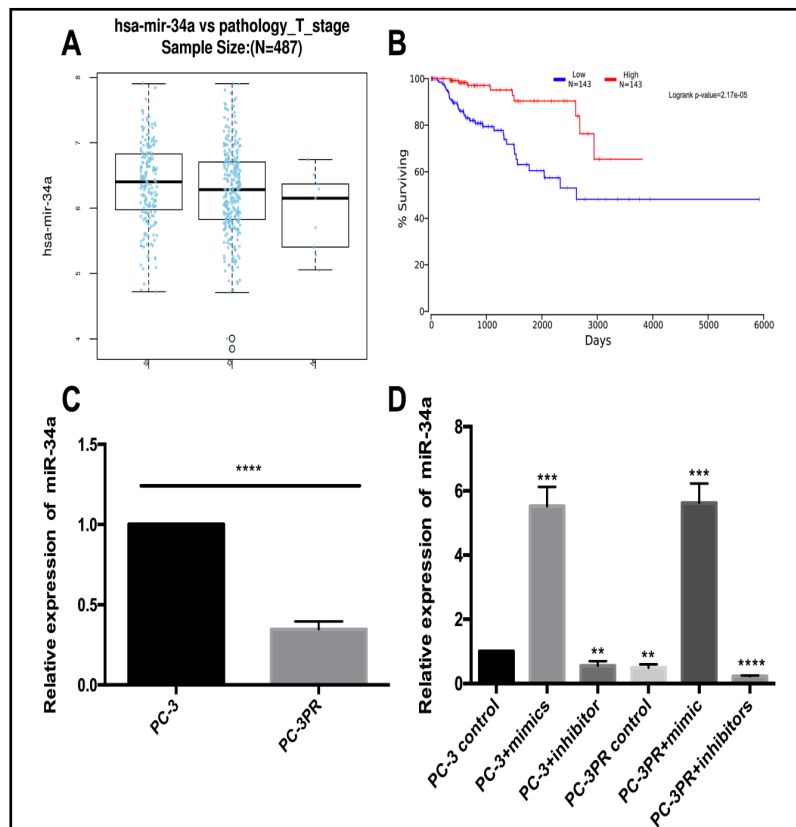 A
hsa-mir-34a vs pathology_T_stage
Sample Size:(N=487)
hsa-mir-34a
8
7
6
5
4
B
Low
N=143
High
N=143
Logrank p-value=2.17e-05
% Surviving
100
80
60
40
20
0
0
1000
2000
3000
4000
5000
6000
Days
C
Relative expression of miR-34a
1.5
1.0
0.5
0.0
****
PC-3
PC-3PR
D
Relative expression of miR-34a
8
6
4
2
0
***
**
**
***
****
PC-3 control
PC-3+mimics
PC-3+inhibitor
PC-3PR control
PC-3PR+mimic
PC-3PR+inhibitors